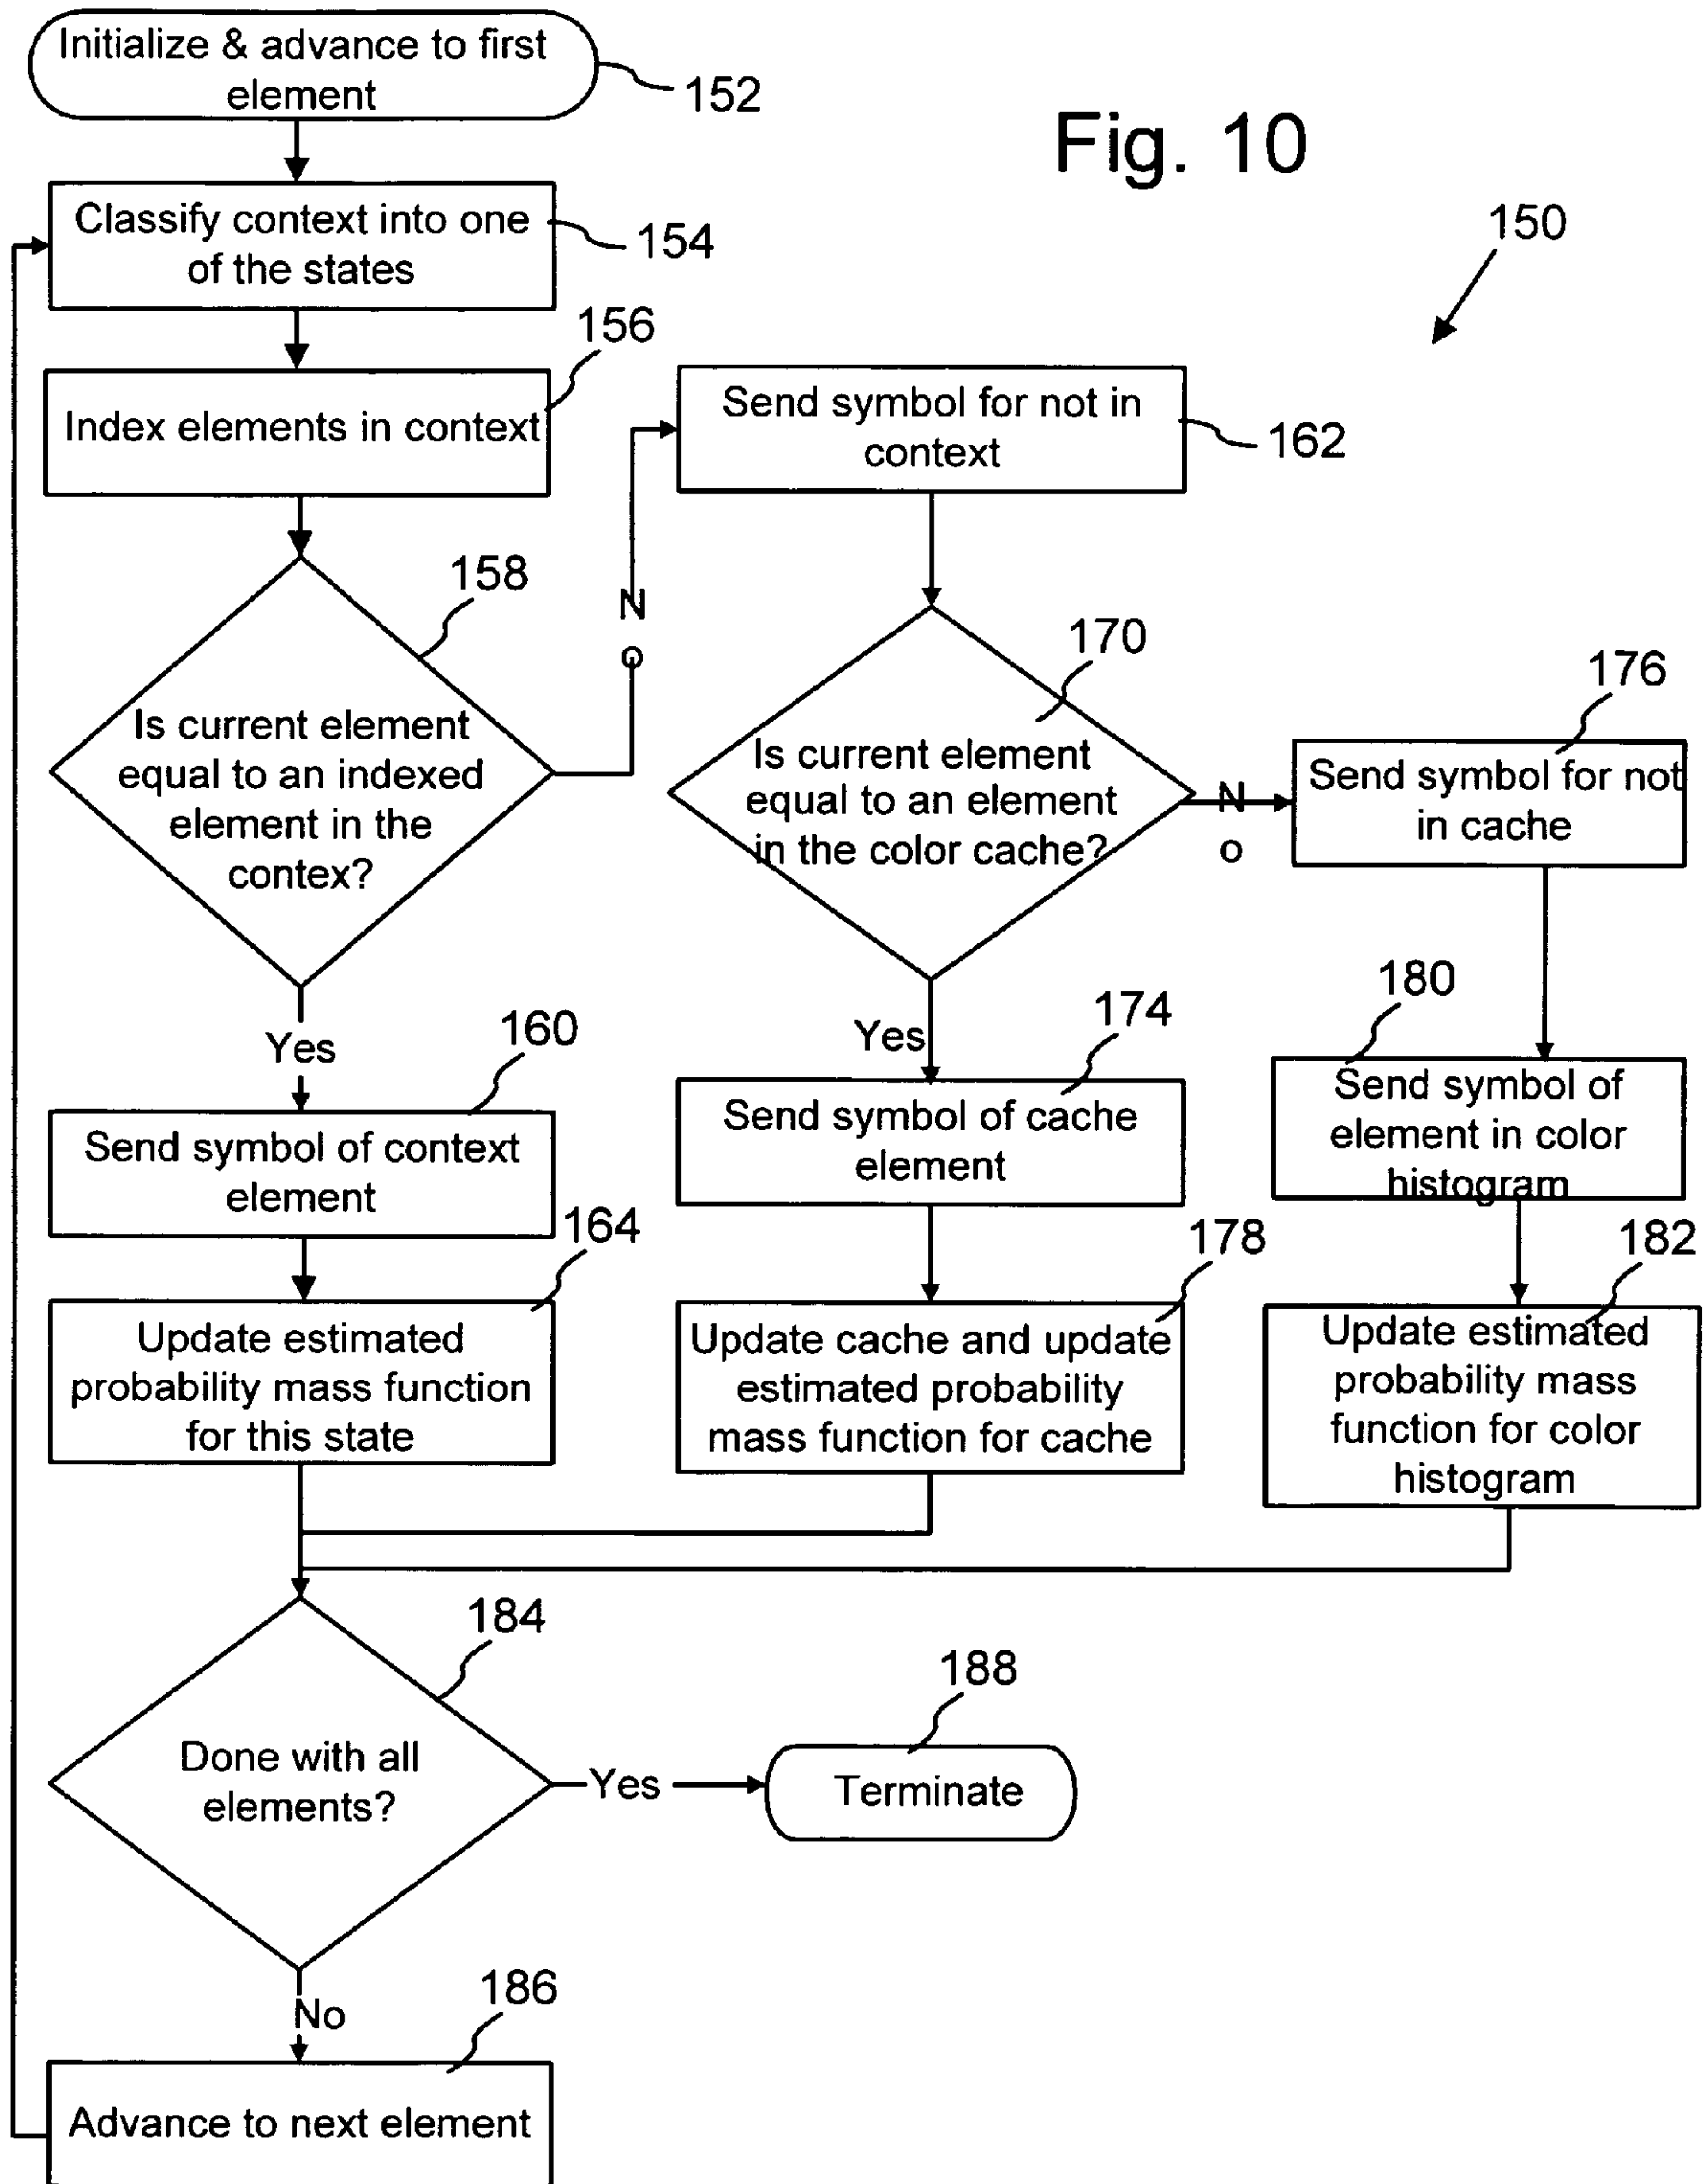 Initialize & advance to first
element
152
Fig. 10
150
Classify context into one
of the states
154
156
Index elements in context
Send symbol for not in
context
162
158
N
o
Is current element
equal to an indexed
element in the
contex?
170
Is current element
equal to an element
in the color cache?
N
o
176
Send symbol for not
in cache
Yes
160
Send symbol of context
element
Yes
174
Send symbol of cache
element
180
Send symbol of
element in color
histogram
164
Update estimated
probability mass function
for this state
178
Update cache and update
estimated probability
mass function for cache
182
Update estimated
probability mass
function for color
histogram
184
Done with all
elements?
Yes
188
Terminate
No
186
Advance to next element